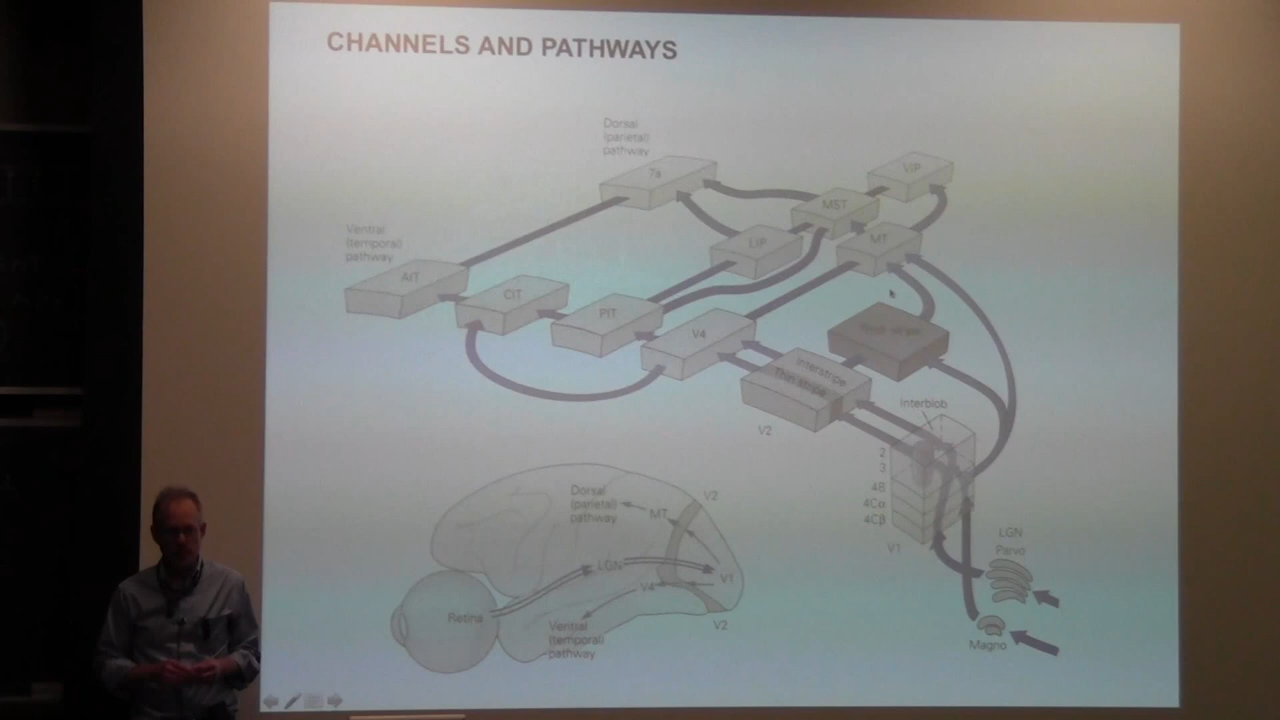 CHANNELS AND PATHWAYS
Dorsal
(parietal)
pathway
7a
VIP
MST
Ventral
(temporal)
pathway
LIP
MT
AIT
CIT
PIT
V4
Interstripe
Thin stripe
V2
Interblob
2
3
4B
4Cα
4Cβ
V1
LGN
Parvo
Magno
Dorsal
(parietal)
pathway
MT
V2
LGN
V1
V4
Retina
V2
Ventral
(temporal)
pathway